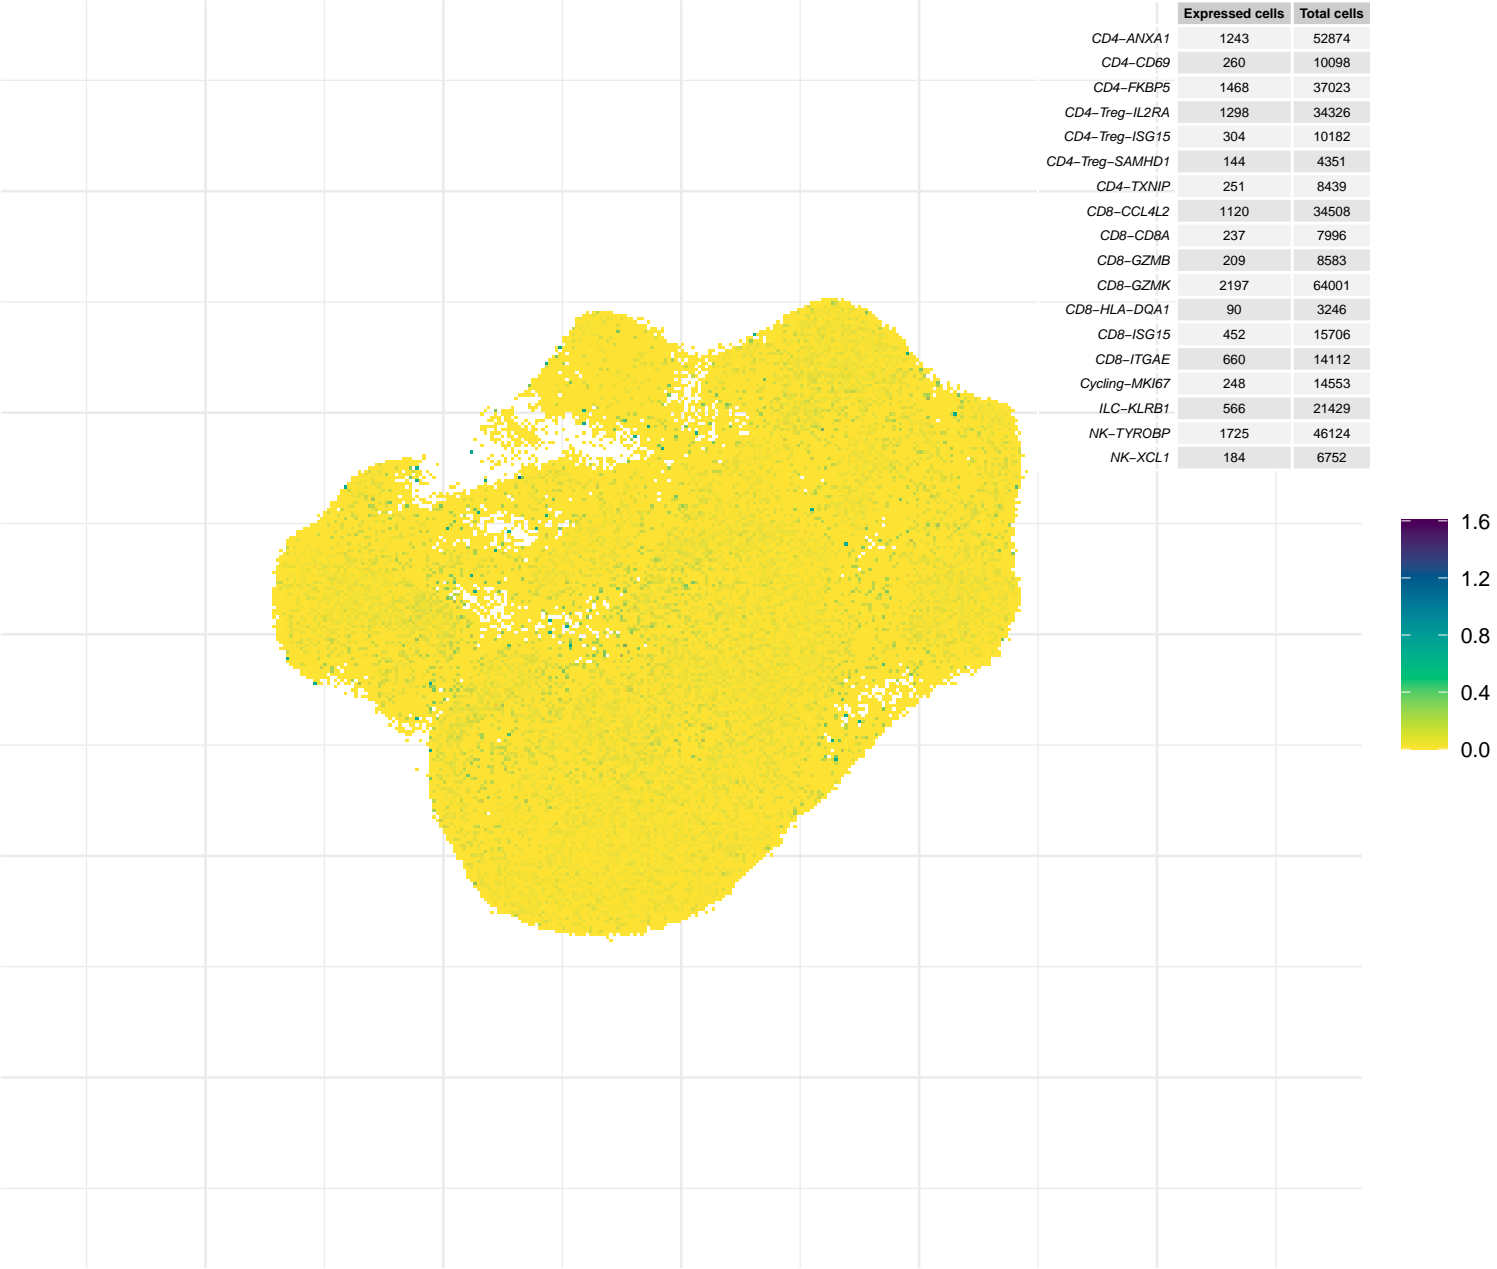 Expressed cells Total cells
CD4−ANXA1 1243 52874
CD4−CD69 260 10098
CD4−FKBP5 1468 37023
CD4−Treg−IL2RA 1298 34326
CD4−Treg−ISG15 304 10182
CD4−Treg−SAMHD1 144 4351
CD4−TXNIP 251 8439
CD8−CCL4L2 1120 34508
CD8−CD8A 237 7996
CD8−GZMB 209 8583
CD8−GZMK 2197 64001
CD8−HLA−DQA1 90 3246
CD8−ISG15 452 15706
CD8−ITGAE 660 14112
Cycling−MKI67 248 14553
ILC−KLRB1 566 21429
NK−TYROBP 1725 46124
NK−XCL1 184 6752
1.6
1.2
0.8
0.4
0.0